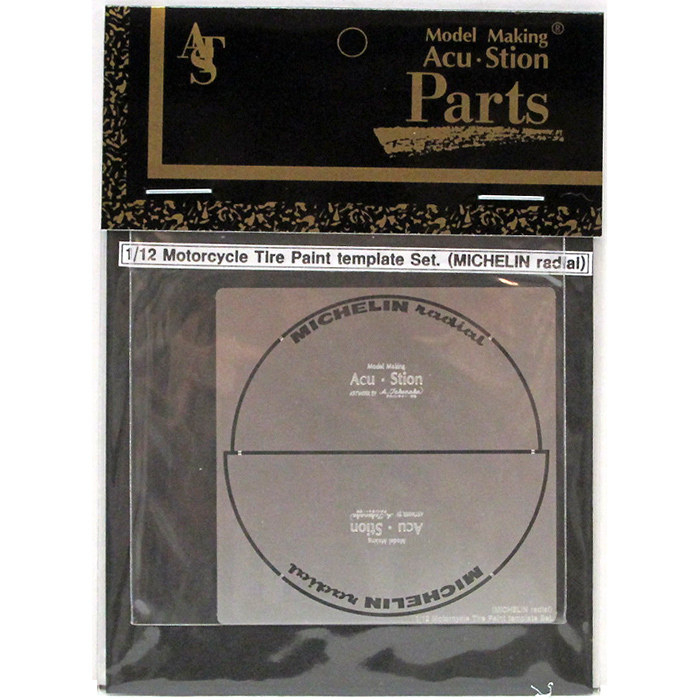 ATS
Model Making®
Acu·Stion
Parts
1/12 Motorcycle Tire Paint template Set. (MICHELIN radial)
MICHELIN radial
Model Making
Acu·Stion
Acu·Stion
Model Making
MICHELIN radial
(MICHELIN radial)
1/12 Motorcycle Tire Paint template Set.